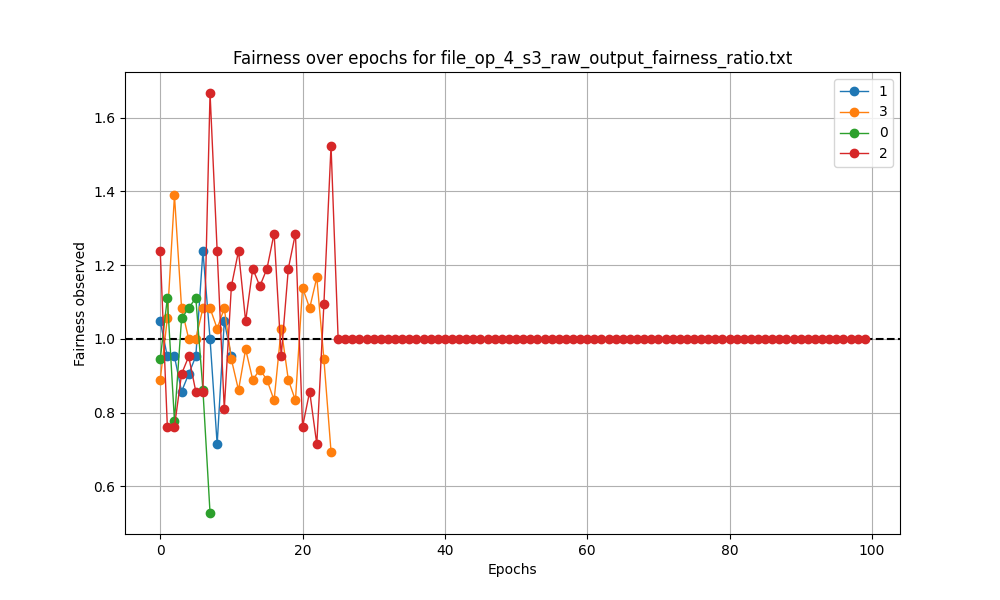 Fairness over epochs for file_op_4_s3_raw_output_fairness_ratio.txt
1
3
0
2
1.6
1.4
1.2
1.0
0.8
0.6
Fairness observed
0 20 40 60 80 100
Epochs